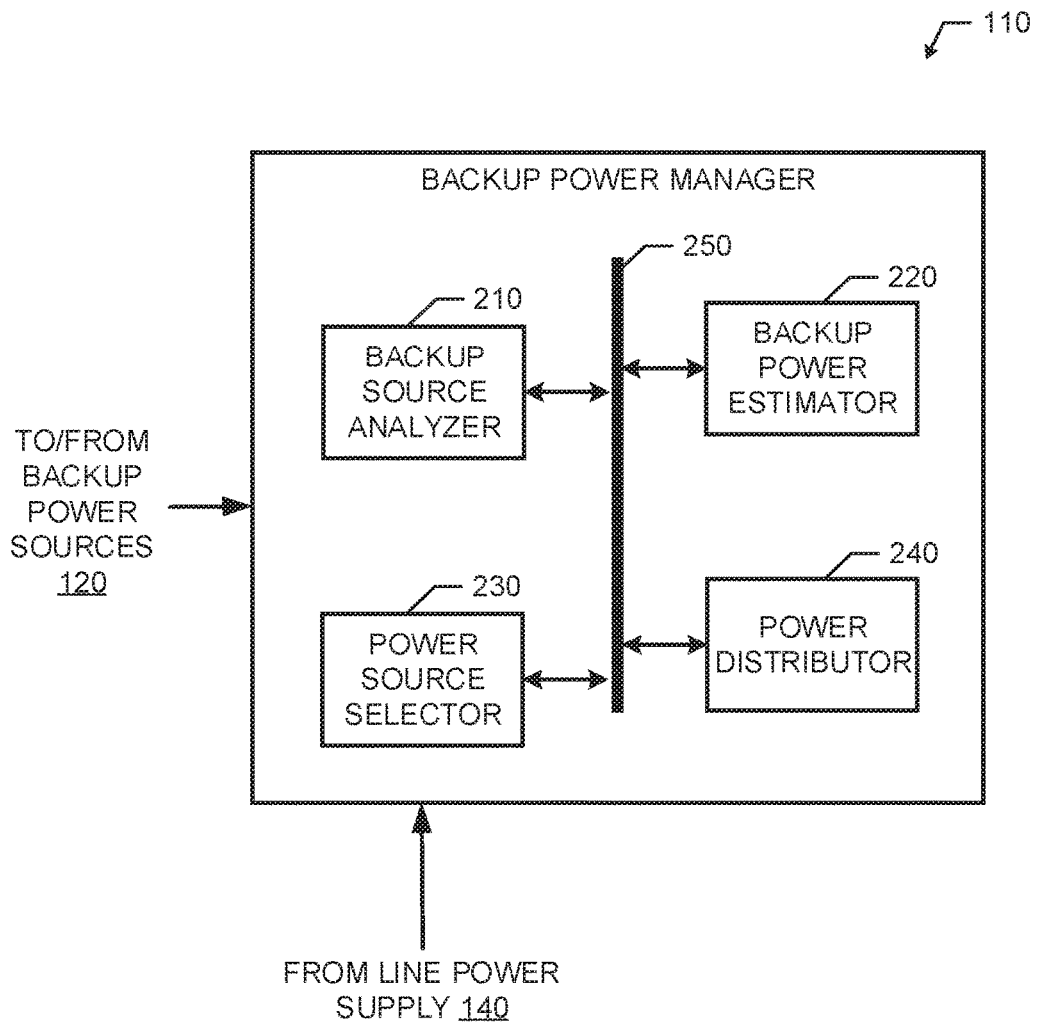 110
BACKUP POWER MANAGER
250
210
220
BACKUP
SOURCE
ANALYZER
BACKUP
POWER
ESTIMATOR
TO/FROM
BACKUP
POWER
SOURCES
120
230
240
POWER
SOURCE
SELECTOR
POWER
DISTRIBUTOR
FROM LINE POWER
SUPPLY 140